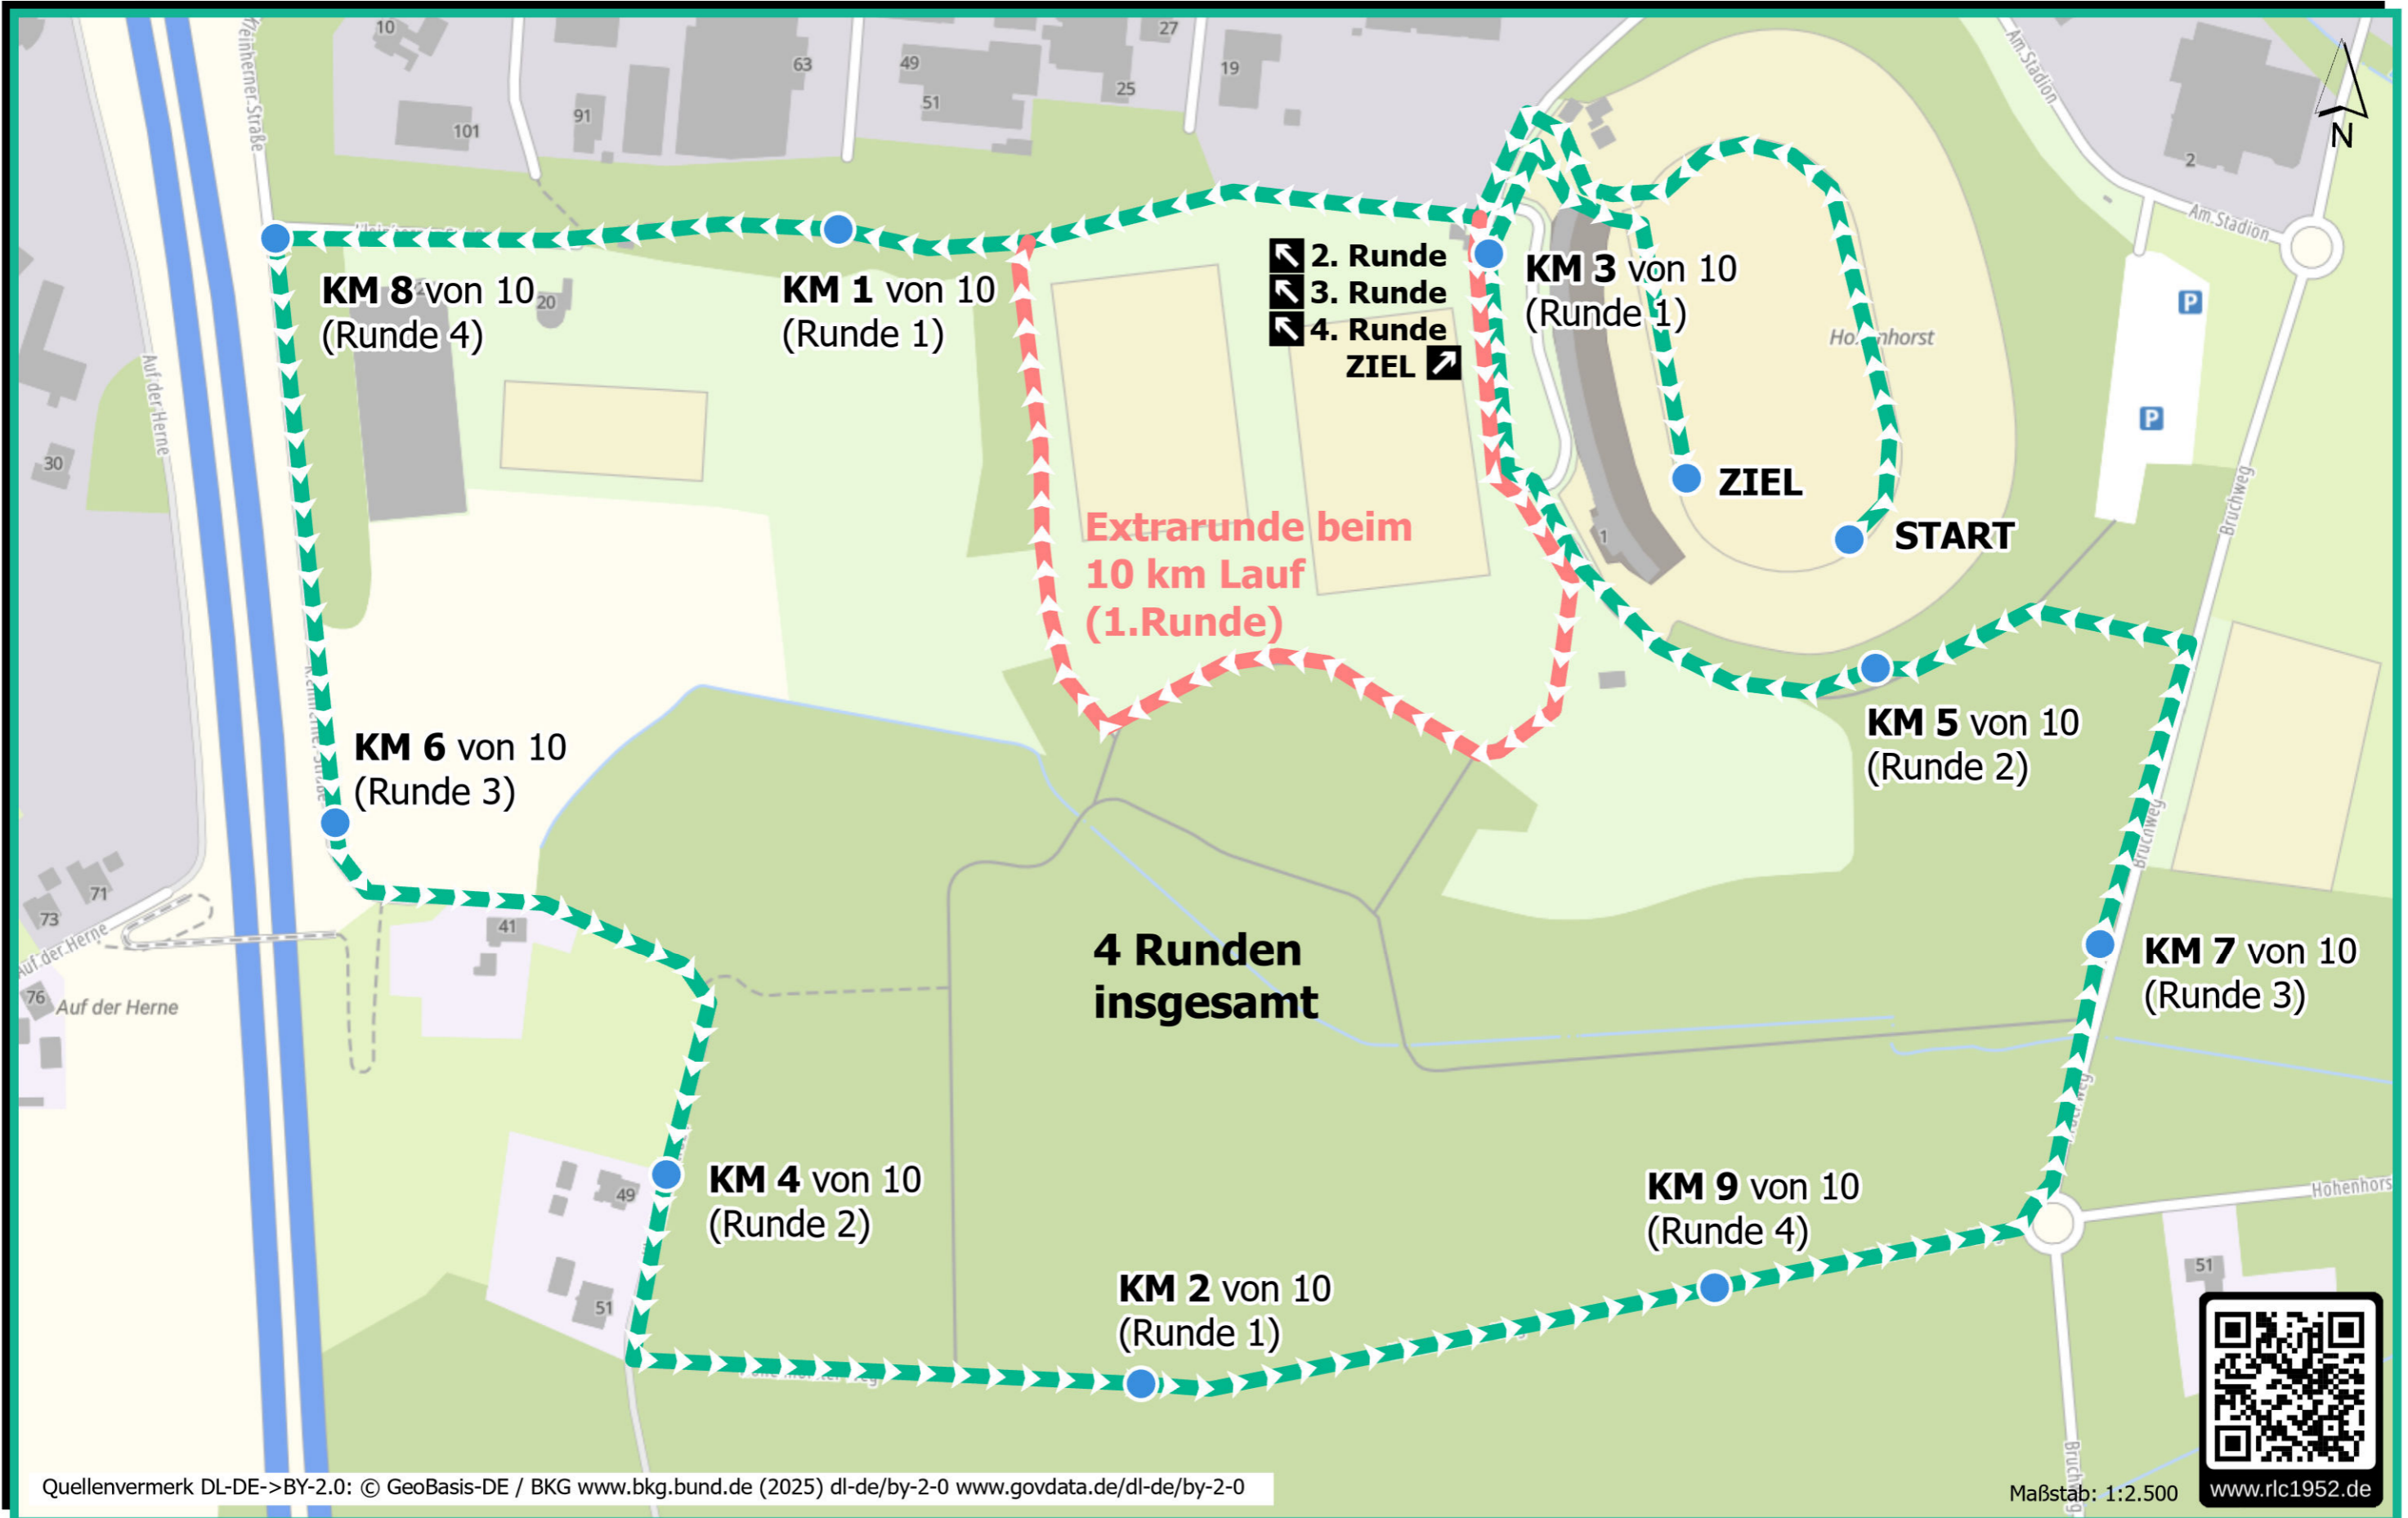 10
27
63
49
19
25
51
91
101
Am Stadion
2
N
Am Stadion
2. Runde
3. Runde
4. Runde
ZIEL
KM 3 von 10
(Runde 1)
KM 8 von 10
(Runde 4)
20
KM 1 von 10
(Runde 1)
P
P
Auf der Herne
30
ZIEL
START
1
Bruchweg
Extrarunde beim
10 km Lauf
(1.Runde)
KM 5 von 10
(Runde 2)
KM 6 von 10
(Runde 3)
Bruchweg
71
73
41
Auf der Herne
76
Auf der Herne
4 Runden
insgesamt
KM 7 von 10
(Runde 3)
KM 4 von 10
(Runde 2)
49
KM 9 von 10
(Runde 4)
Hohenhors
51
KM 2 von 10
(Runde 1)
51
Quellenvermerk DL-DE->BY-2.0: © GeoBasis-DE / BKG www.bkg.bund.de (2025) dl-de/by-2-0 www.govdata.de/dl-de/by-2-0
Maßstab: 1:2.500
www.rlc1952.de